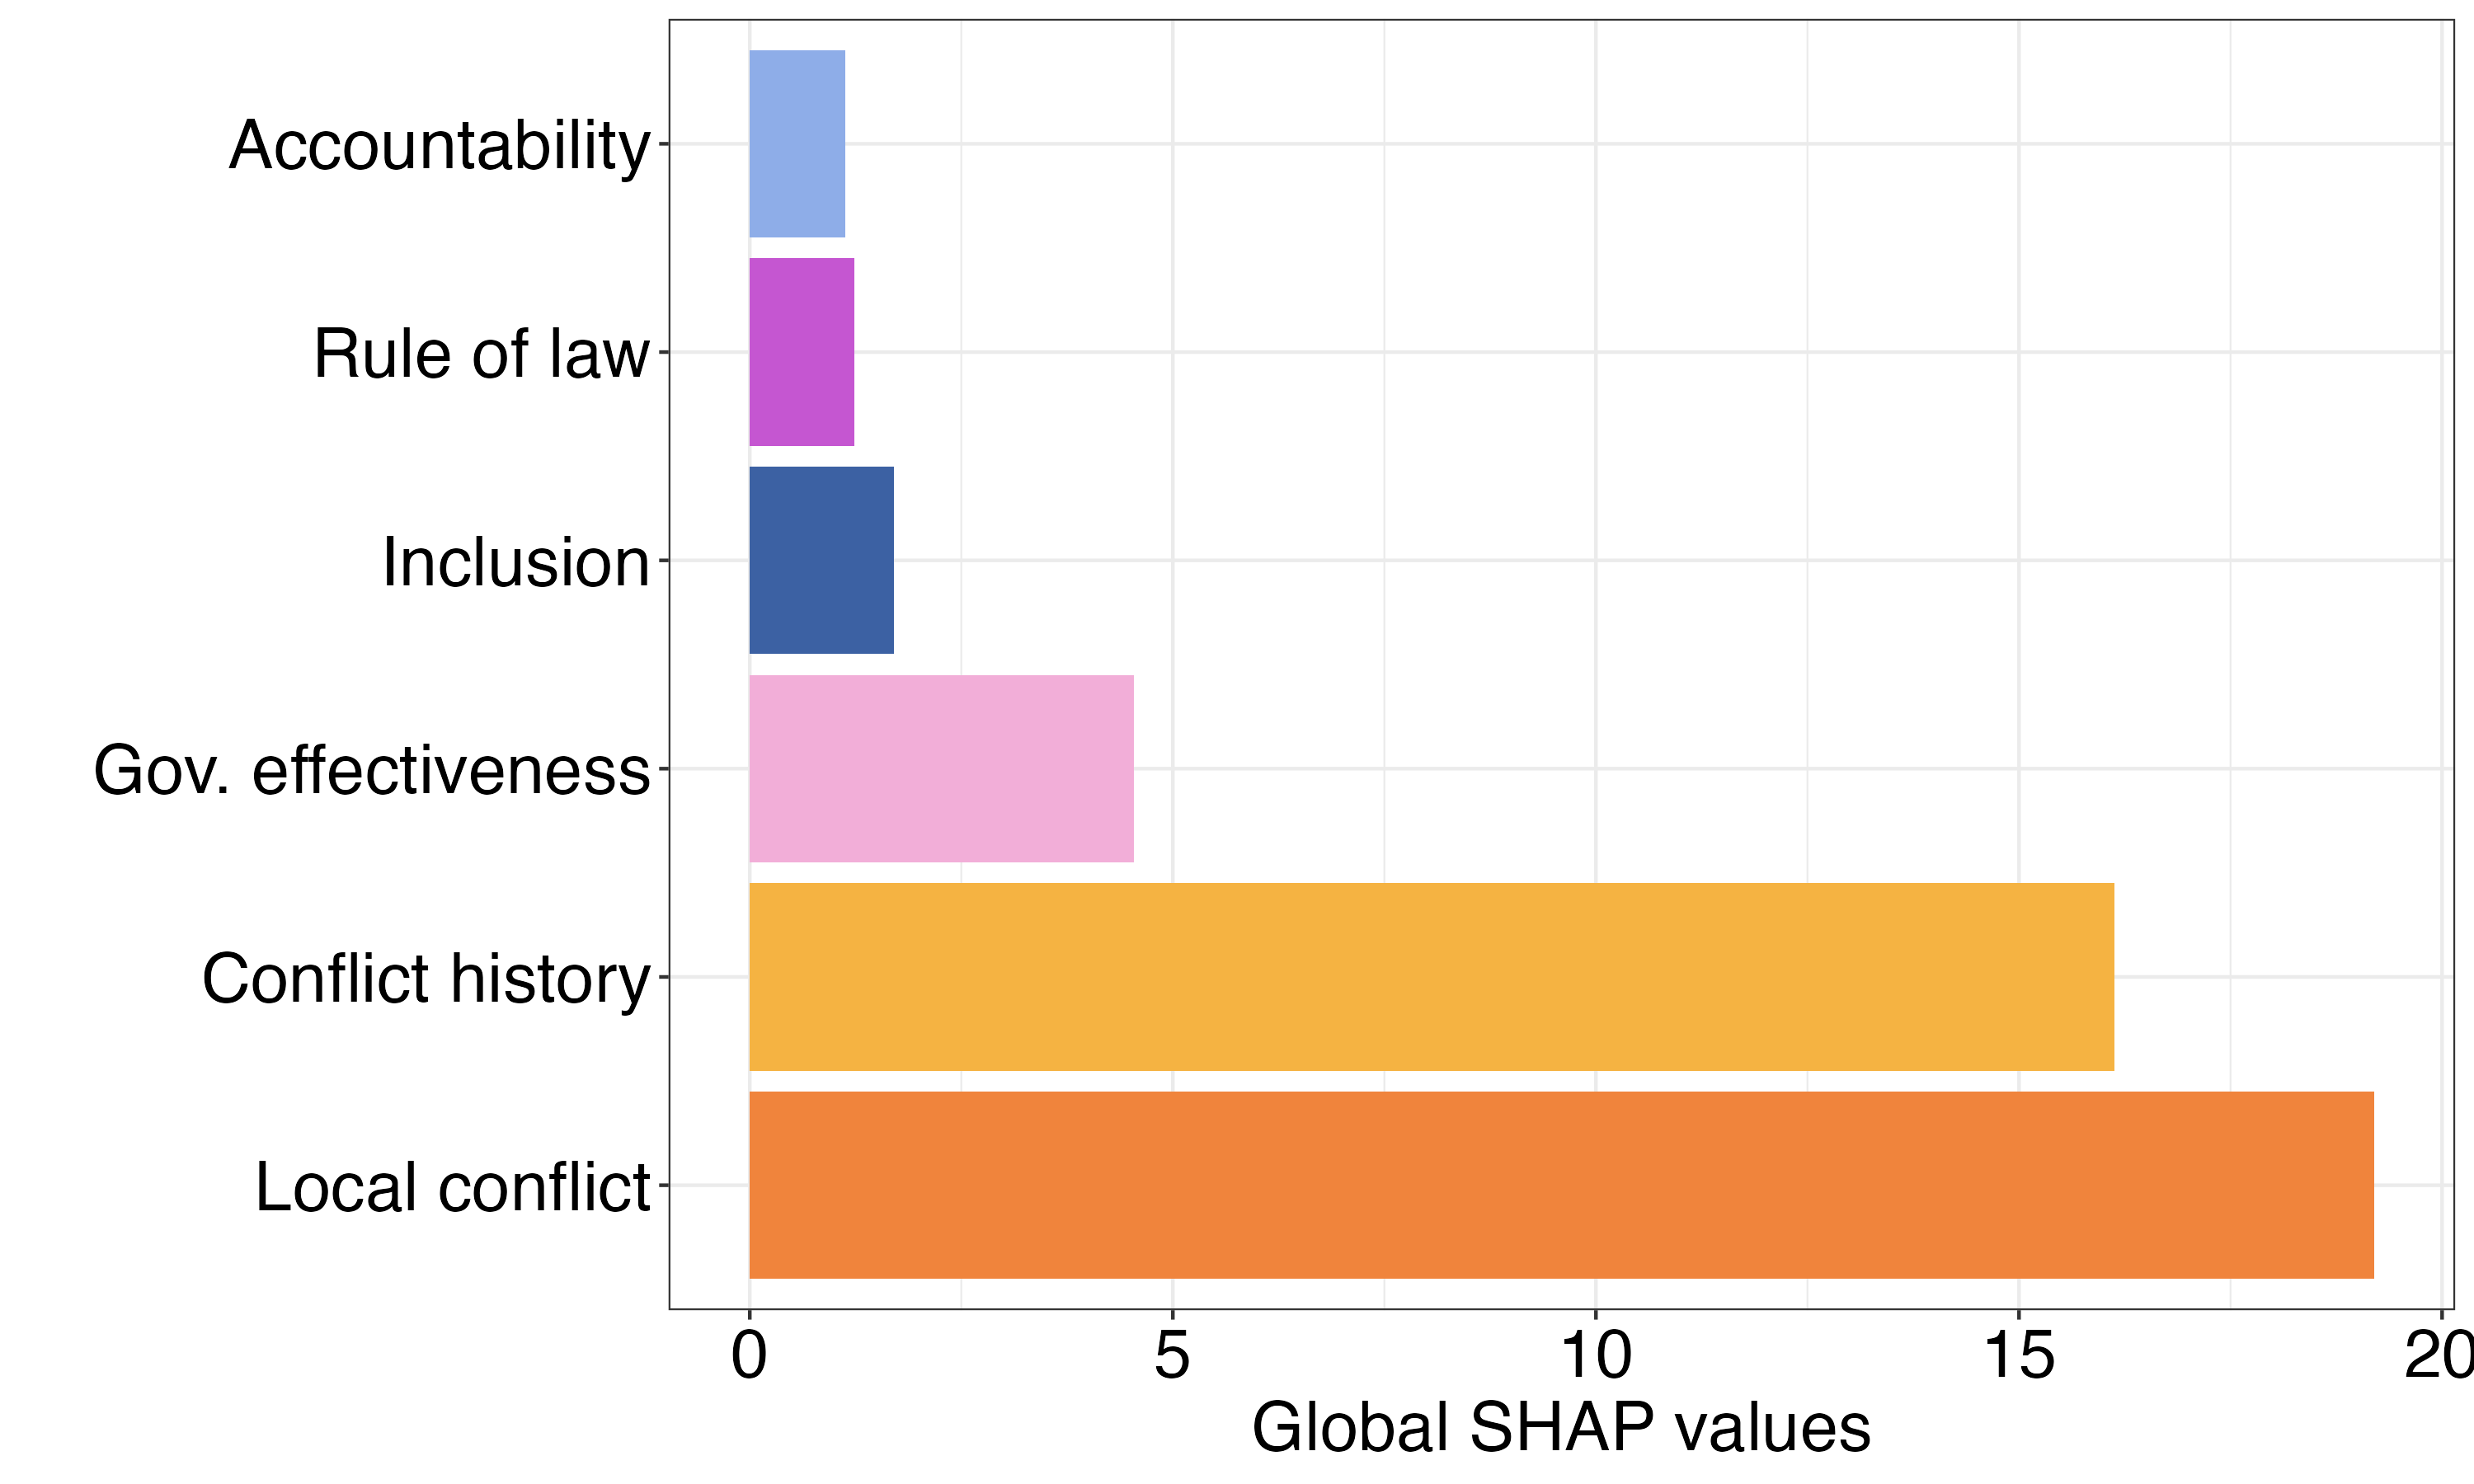 Accountability
Rule of law
Inclusion
Gov. effectiveness
Conflict history
Local conflict
0 5 10 15 20
Global SHAP values